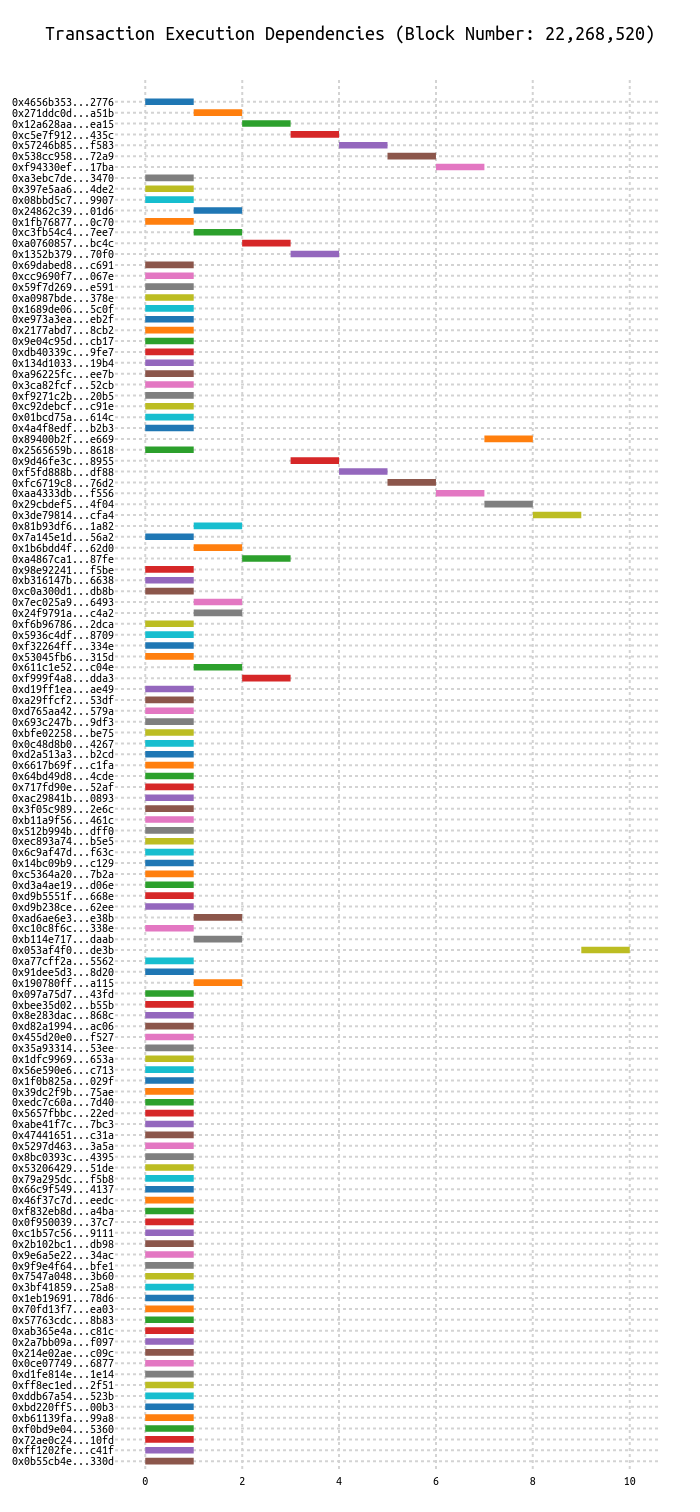 Transaction Execution Dependencies (Block Number: 22,268,520)
0x4656b353...2776
0x271ddc0d...a51b
0x12a628aa...ea15
0xc5e7f912...435c
0x57246b85...f583
0x538cc958...72a9
0xf94330ef...17ba
0xa3ebc7de...3470
0x397e5aa6...4de2
0x08bbd5c7...9907
0x24862c39...01d6
0x1fb76877...0c70
0xc3fb54c4...7ee7
0xa0760857...bc4c
0x1352b379...70f0
0x69dabed8...c691
0xcc9690f7...067e
0x59f7d269...e591
0xa0987bde...378e
0x1689de06...5c0f
0xe973a3ea...eb2f
0x2177abd7...8cb2
0x9e04c95d...cb17
0xdb40339c...9fe7
0x134d1033...19b4
0xa96225fc...ee7b
0x3ca82fcf...52cb
0xf9271c2b...20b5
0xc92debcf...c91e
0x01bcd75a...614c
0x4a4f8edf...b2b3
0x89400b2f...e669
0x2565659b...8618
0x9d46fe3c...8955
0xf5fd888b...df88
0xfc6719c8...76d2
0xaa4333db...f556
0x29cbdef5...4f04
0x3de79814...cfa4
0x81b93df6...1a82
0x7a145e1d...56a2
0x1b6bdd4f...62d0
0xa4867ca1...87fe
0x98e92241...f5be
0xb316147b...6638
0xc0a300d1...db8b
0x7ec025a9...6493
0x24f9791a...c4a2
0xf6b96786...2dca
0x5936c4df...8709
0xf32264ff...334e
0x53045fb6...315d
0x611c1e52...c04e
0xf999f4a8...dda3
0xd19ff1ea...ae49
0xa29ffcf2...53df
0xd765aa42...579a
0x693c247b...9df3
0xbfe02258...be75
0x0c48d8b0...4267
0xd2a513a3...b2cd
0x6617b69f...c1fa
0x64bd49d8...4cde
0x717fd90e...52af
0xac29841b...0893
0x3f05c989...2e6c
0xb11a9f56...461c
0x512b994b...dff0
0xec893a74...b5e5
0x6c9af47d...f63c
0x14bc09b9...c129
0xc5364a20...7b2a
0xd3a4ae19...d06e
0xd9b5551f...668e
0xd9b238ce...62ee
0xad6ae6e3...e38b
0xc10c8f6c...338e
0xb114e717...daab
0x053af4f0...de3b
0xa77cff2a...5562
0x91dee5d3...8d20
0x190780ff...a115
0x097a75d7...43fd
0xbee35d02...b55b
0x8e283dac...868c
0xd82a1994...ac06
0x455d20e0...f527
0x35a93314...53ee
0x1dfc9969...653a
0x56e590e6...c713
0x1f0b825a...029f
0x39dc2f9b...75ae
0xedc7c60a...7d40
0x5657fbbc...22ed
0xabe41f7c...7bc3
0x47441651...c31a
0x5297d463...3a5a
0x8bc0393c...4395
0x53206429...51de
0x79a295dc...f5b8
0x66c9f549...4137
0x46f37c7d...eedc
0xf832eb8d...a4ba
0x0f950039...37c7
0xc1b57c56...9111
0x2b102bc1...db98
0x9e6a5e22...34ac
0x9f9e4f64...bfe1
0x7547a048...3b60
0x3bf41859...25a8
0x1eb19691...78d6
0x70fd13f7...ea03
0x57763cdc...8b83
0xab365e4a...c81c
0x2a7bb09a...f097
0x214e02ae...c09c
0x0ce07749...6877
0xd1fe814e...1e14
0xff8ec1ed...2f51
0xddb67a54...523b
0xbd220ff5...00b3
0xb61139fa...99a8
0xf0bd9e04...5360
0x72ae0c24...10fd
0xff1202fe...c41f
0x0b55cb4e...330d
0 2 4 6 8 10